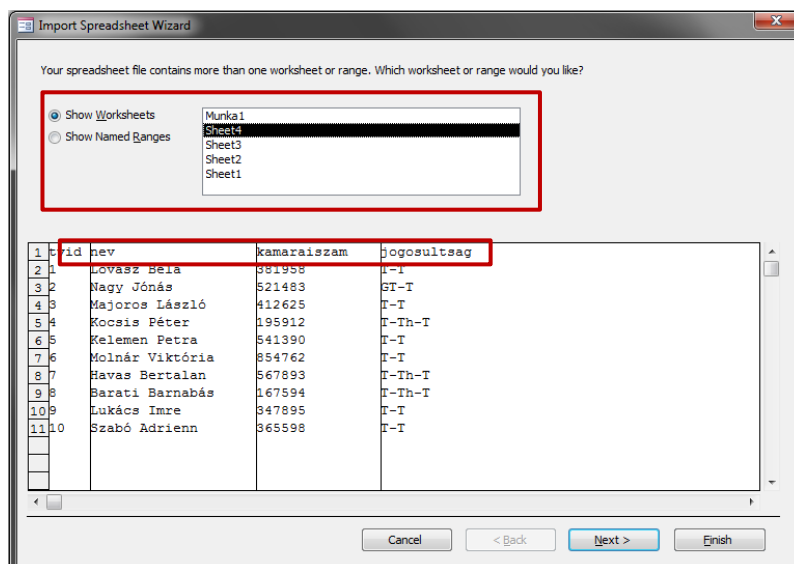 Import Spreadsheet Wizard
Your spreadsheet file contains more than one worksheet or range. Which worksheet or range would you like?
Show Worksheets
Show Named Ranges
Munka1
Sheet4
Sheet3
Sheet2
Sheet1
1 tvid nev kamaraiszam jogosultsag
2 1 Lovász Béla 381958 T-T
3 2 Nagy Jónás 521483 GT-T
4 3 Majoros László 412625 T-T
5 4 Kocsis Péter 195912 T-Th-T
6 5 Kelemen Petra 541390 T-T
7 6 Molnár Viktória 854762 T-T
8 7 Havas Bertalan 567893 T-Th-T
9 8 Barati Barnabás 167594 T-Th-T
10 9 Lukács Imre 347895 T-T
11 10 Szabó Adrienn 365598 T-T
Cancel < Back Next > Finish